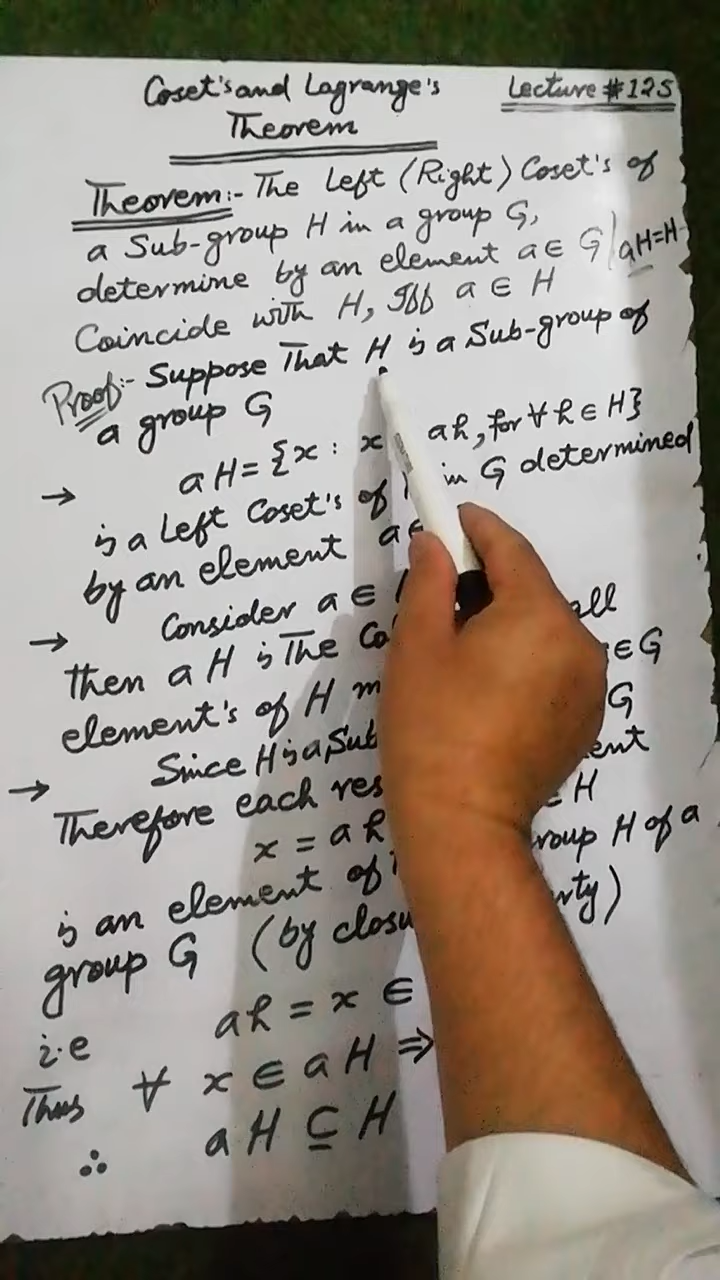 Coset's and Lagrange's
Theorem
Lecture #125
Theorem:- The Left (Right) Coset's of
a Sub-group H in a group G,
determine by an element a ∈ G | aH=H
Coincide with H, Iff a ∈ H
Proof:- Suppose That H is a Sub-group of
a group G
→ aH = {x : x ah, for ∀ h ∈ H}
is a Left Coset's of in G determined
by an element a ∈
→ Consider a ∈ all
then aH is The ∈ G
element's of H G
→ Since H is a Sub ent
Therefore each res ∈ H
x = ah group H of a
is an element of
group G (by closu rty)
i.e ah = x ∈
Thus ∀ x ∈ aH ⇒
∴ aH ⊆ H